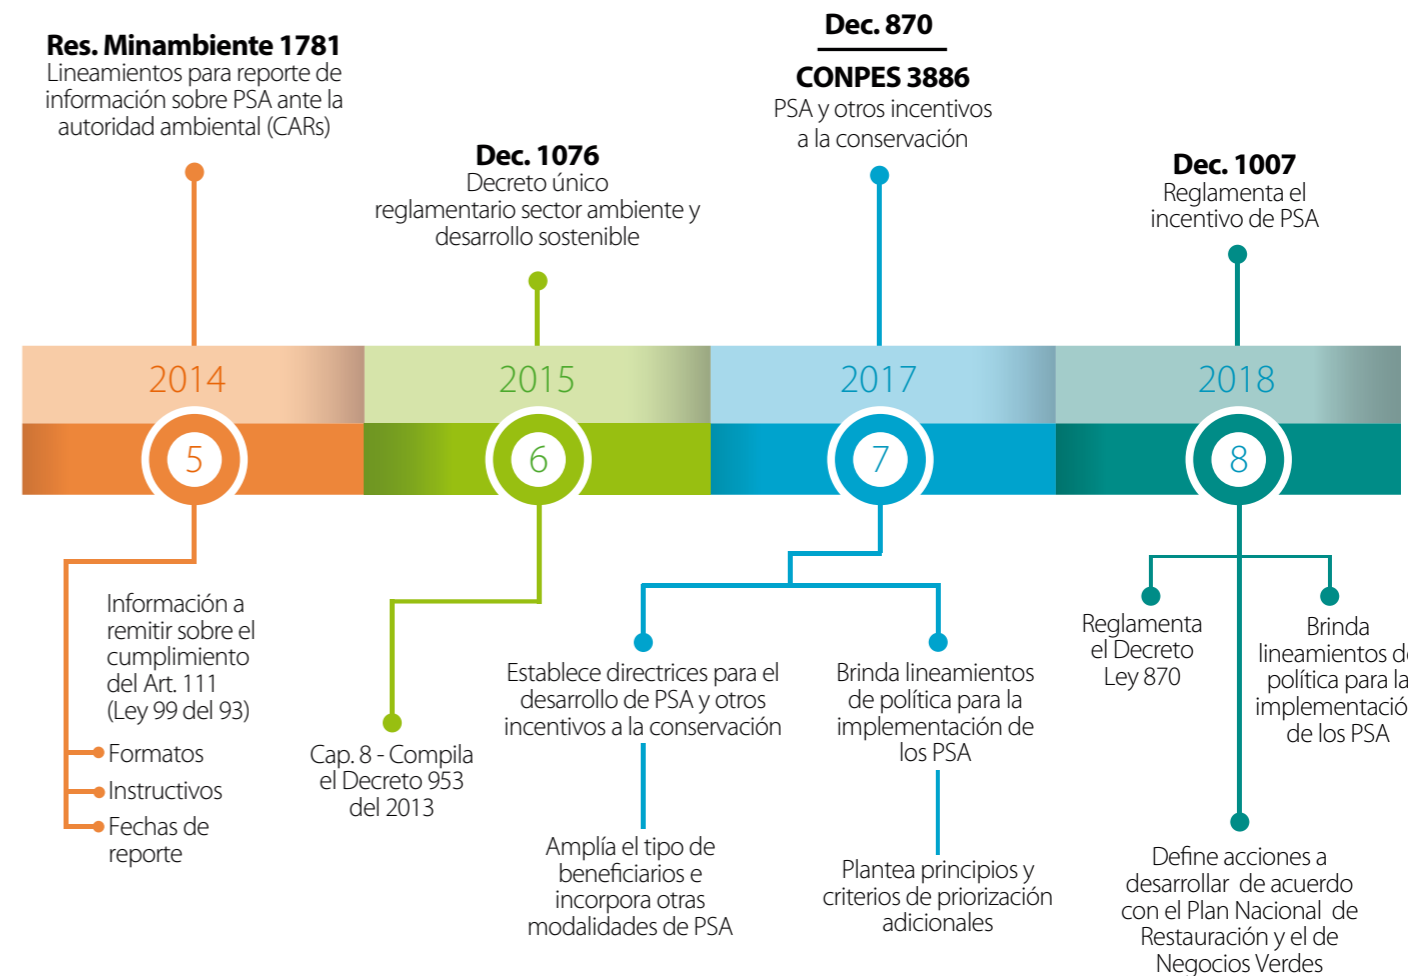 Res. Minambiente 1781
Lineamientos para reporte de
información sobre PSA ante la
autoridad ambiental (CARs)
Dec. 1076
Decreto único
reglamentario sector ambiente y
desarrollo sostenible
Dec. 870
CONPES 3886
PSA y otros incentivos
a la conservación
Dec. 1007
Reglamenta el
incentivo de PSA
2014
2015
2017
2018
5
6
7
8
Información a
remitir sobre el
cumplimiento
del Art. 111
(Ley 99 del 93)
Formatos
Instructivos
Fechas de
reporte
Cap. 8 - Compila
el Decreto 953
del 2013
Establece directrices para el
desarrollo de PSA y otros
incentivos a la conservación
Amplía el tipo de
beneficiarios e
incorpora otras
modalidades de PSA
Brinda lineamientos
de política para la
implementación de
los PSA
Plantea principios y
criterios de priorización
adicionales
Reglamenta
el Decreto
Ley 870
Define acciones a
desarrollar de acuerdo
con el Plan Nacional de
Restauración y el de
Negocios Verdes
Brinda
lineamientos d
política para la
implementació
de los PSA